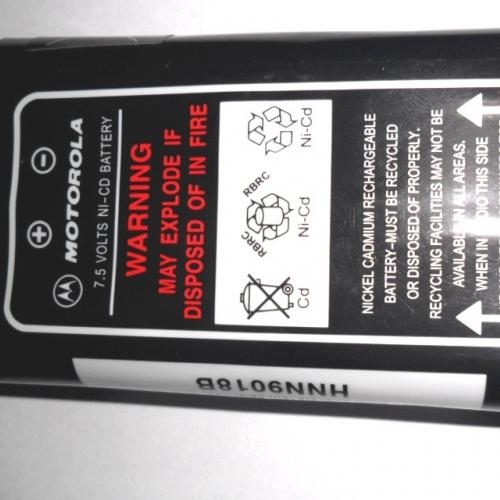 MOTOROLA
7.5 VOLTS NI-CD BATTERY
WARNING
MAY EXPLODE IF
DISPOSED OF IN FIRE
Cd
RBRC
RBRC
Ni-Cd
Ni-Cd
NICKEL CADMIUM RECHARGEABLE
BATTERY-MUST BE RECYCLED
OR DISPOSED OF PROPERLY.
RECYCLING FACILITIES MAY NOT BE
AVAILABLE IN ALL AREAS.
WHEN IN DIO THIS SIDE
HNN9018B